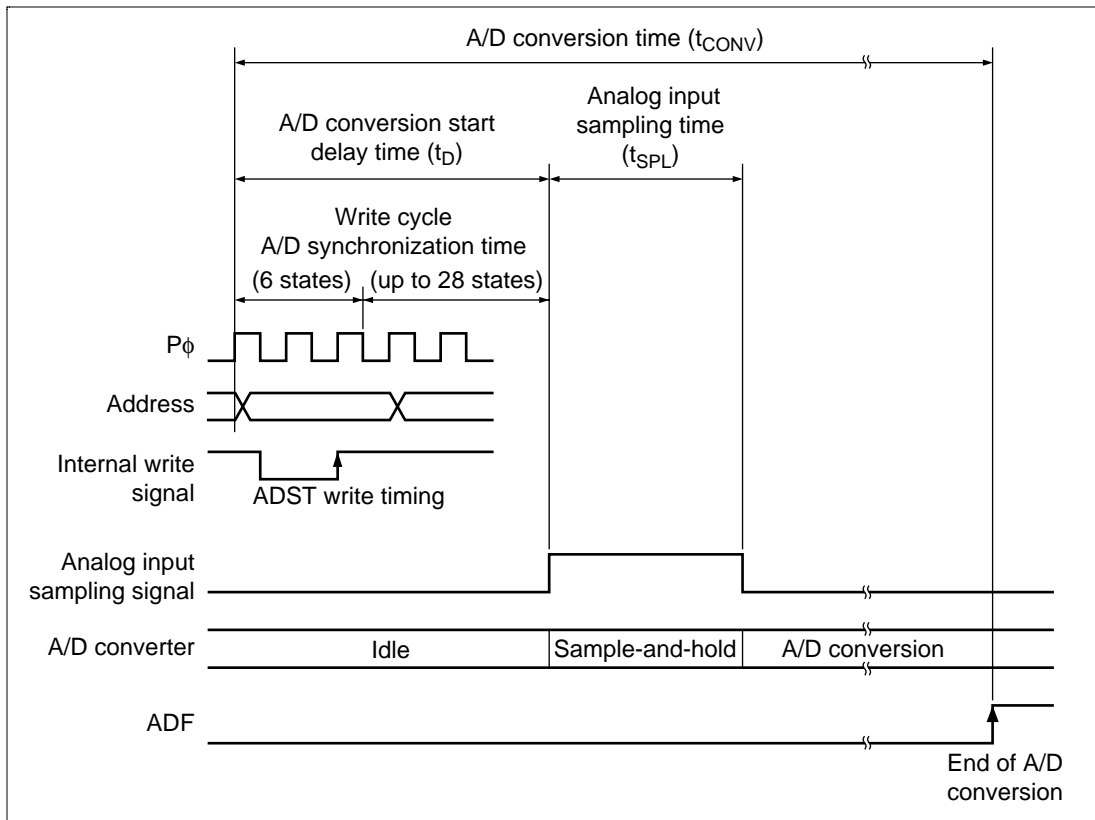 A/D conversion time (tCONV)
Analog input
sampling time
(tSPL)
A/D conversion start
delay time (tD)
Write cycle
A/D synchronization time
(6 states) (up to 28 states)
Pϕ
Address
Internal write
signal
ADST write timing
Analog input
sampling signal
A/D converter
Idle
Sample-and-hold
A/D conversion
ADF
End of A/D
conversion